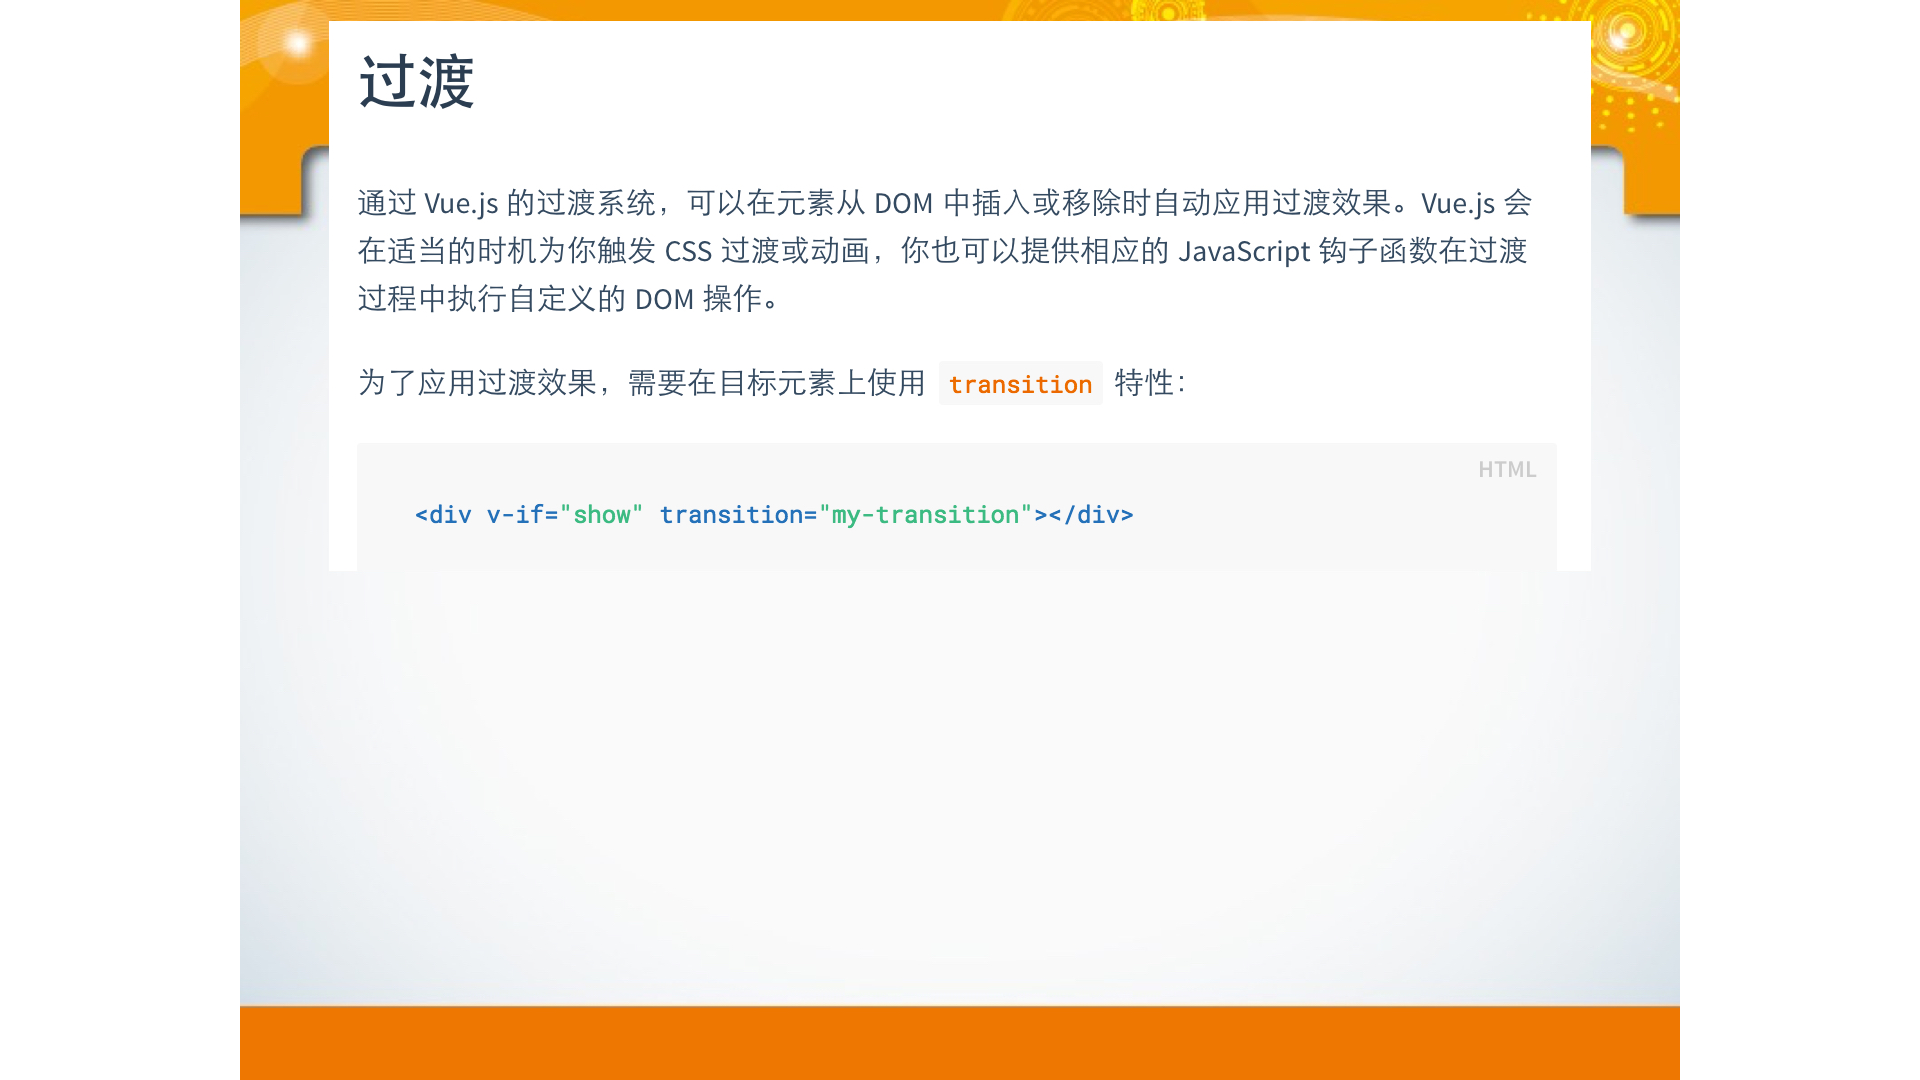 过渡
通过 Vue.js 的过渡系统，可以在元素从 DOM 中插入或移除时自动应用过渡效果。Vue.js 会
在适当的时机为你触发 CSS 过渡或动画，你也可以提供相应的 JavaScript 钩子函数在过渡
过程中执行自定义的 DOM 操作。
为了应用过渡效果，需要在目标元素上使用 transition 特性：
HTML
<div v-if="show" transition="my-transition"></div>